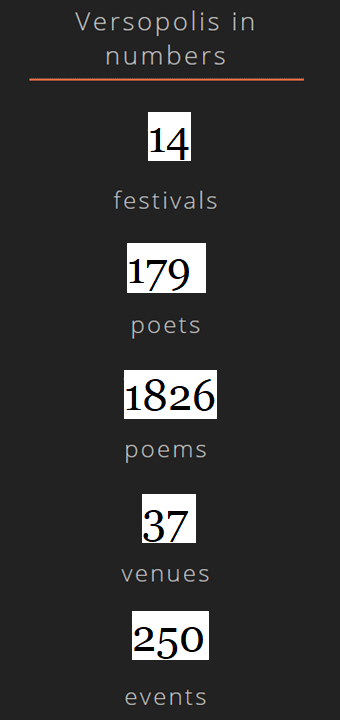 Versopolis in
numbers
14
festivals
179
poets
1826
poems
37
venues
250
events